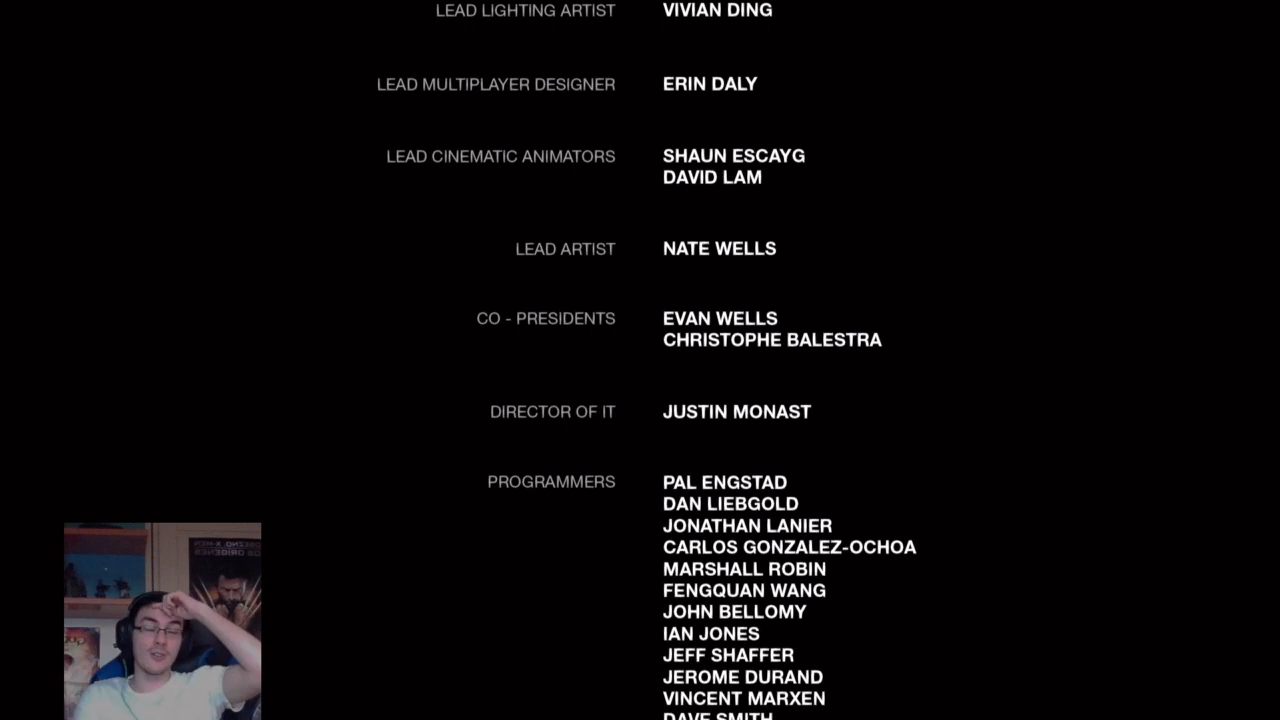 LEAD LIGHTING ARTIST VIVIAN DING
LEAD MULTIPLAYER DESIGNER ERIN DALY
LEAD CINEMATIC ANIMATORS SHAUN ESCAYG
DAVID LAM
LEAD ARTIST NATE WELLS
CO - PRESIDENTS EVAN WELLS
CHRISTOPHE BALESTRA
DIRECTOR OF IT JUSTIN MONAST
PROGRAMMERS PAL ENGSTAD
DAN LIEBGOLD
JONATHAN LANIER
CARLOS GONZALEZ-OCHOA
MARSHALL ROBIN
FENGQUAN WANG
JOHN BELLOMY
IAN JONES
JEFF SHAFFER
JEROME DURAND
VINCENT MARXEN
DAVE SMITH